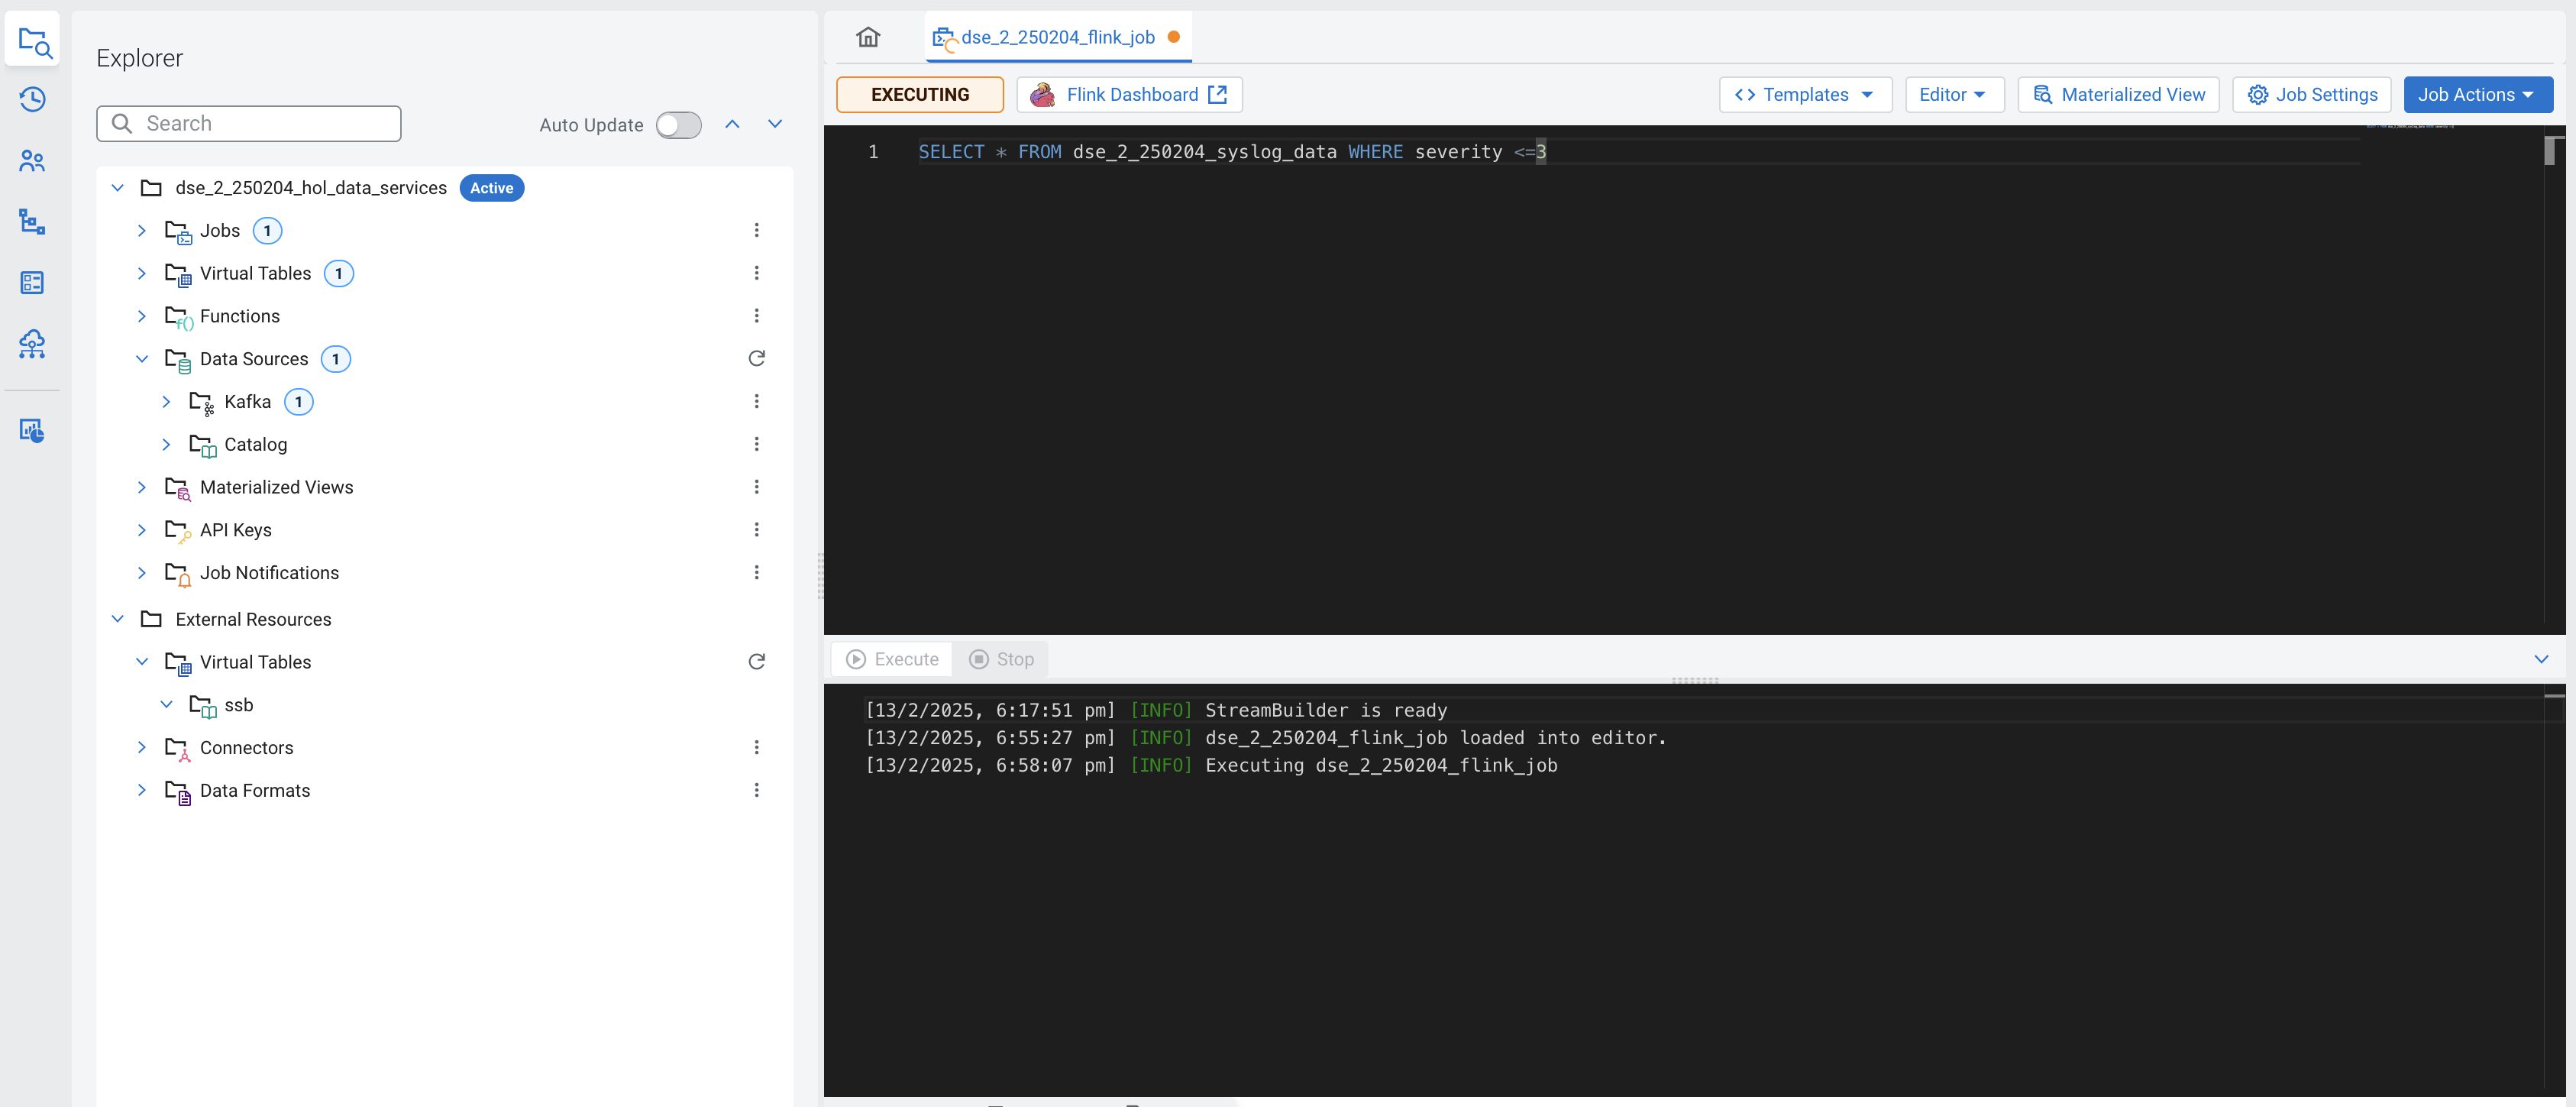 Explorer
Search
Auto Update
dse_2_250204_hol_data_services Active
Jobs 1
Virtual Tables 1
f() Functions
Data Sources 1
Kafka 1
Catalog
Materialized Views
API Keys
Job Notifications
External Resources
Virtual Tables
ssb
Connectors
Data Formats
dse_2_250204_flink_job
EXECUTING Flink Dashboard <> Templates Editor Materialized View Job Settings Job Actions
1 SELECT * FROM dse_2_250204_syslog_data WHERE severity <=3
Execute Stop
[13/2/2025, 6:17:51 pm] [INFO] StreamBuilder is ready
[13/2/2025, 6:55:27 pm] [INFO] dse_2_250204_flink_job loaded into editor.
[13/2/2025, 6:58:07 pm] [INFO] Executing dse_2_250204_flink_job